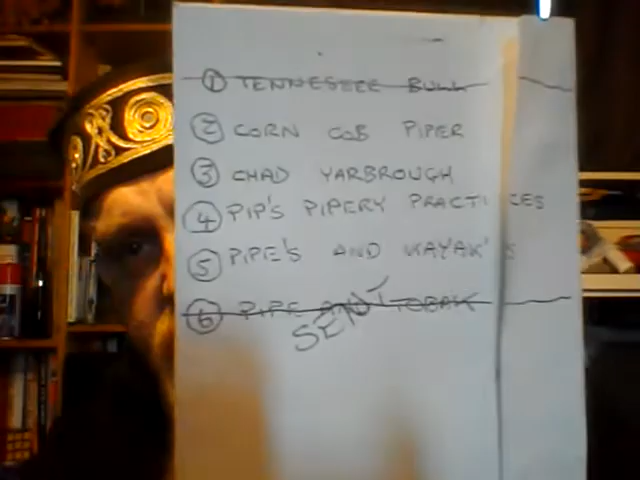 ① TENNESEEE BULL
② CORN COB PIPER
③ CHAD YARBROUGH
④ PIP'S PIPERY PRACTICES
⑤ PIPE'S AND KAYAK'S
⑥ PIPE AND TOBAK
SENT